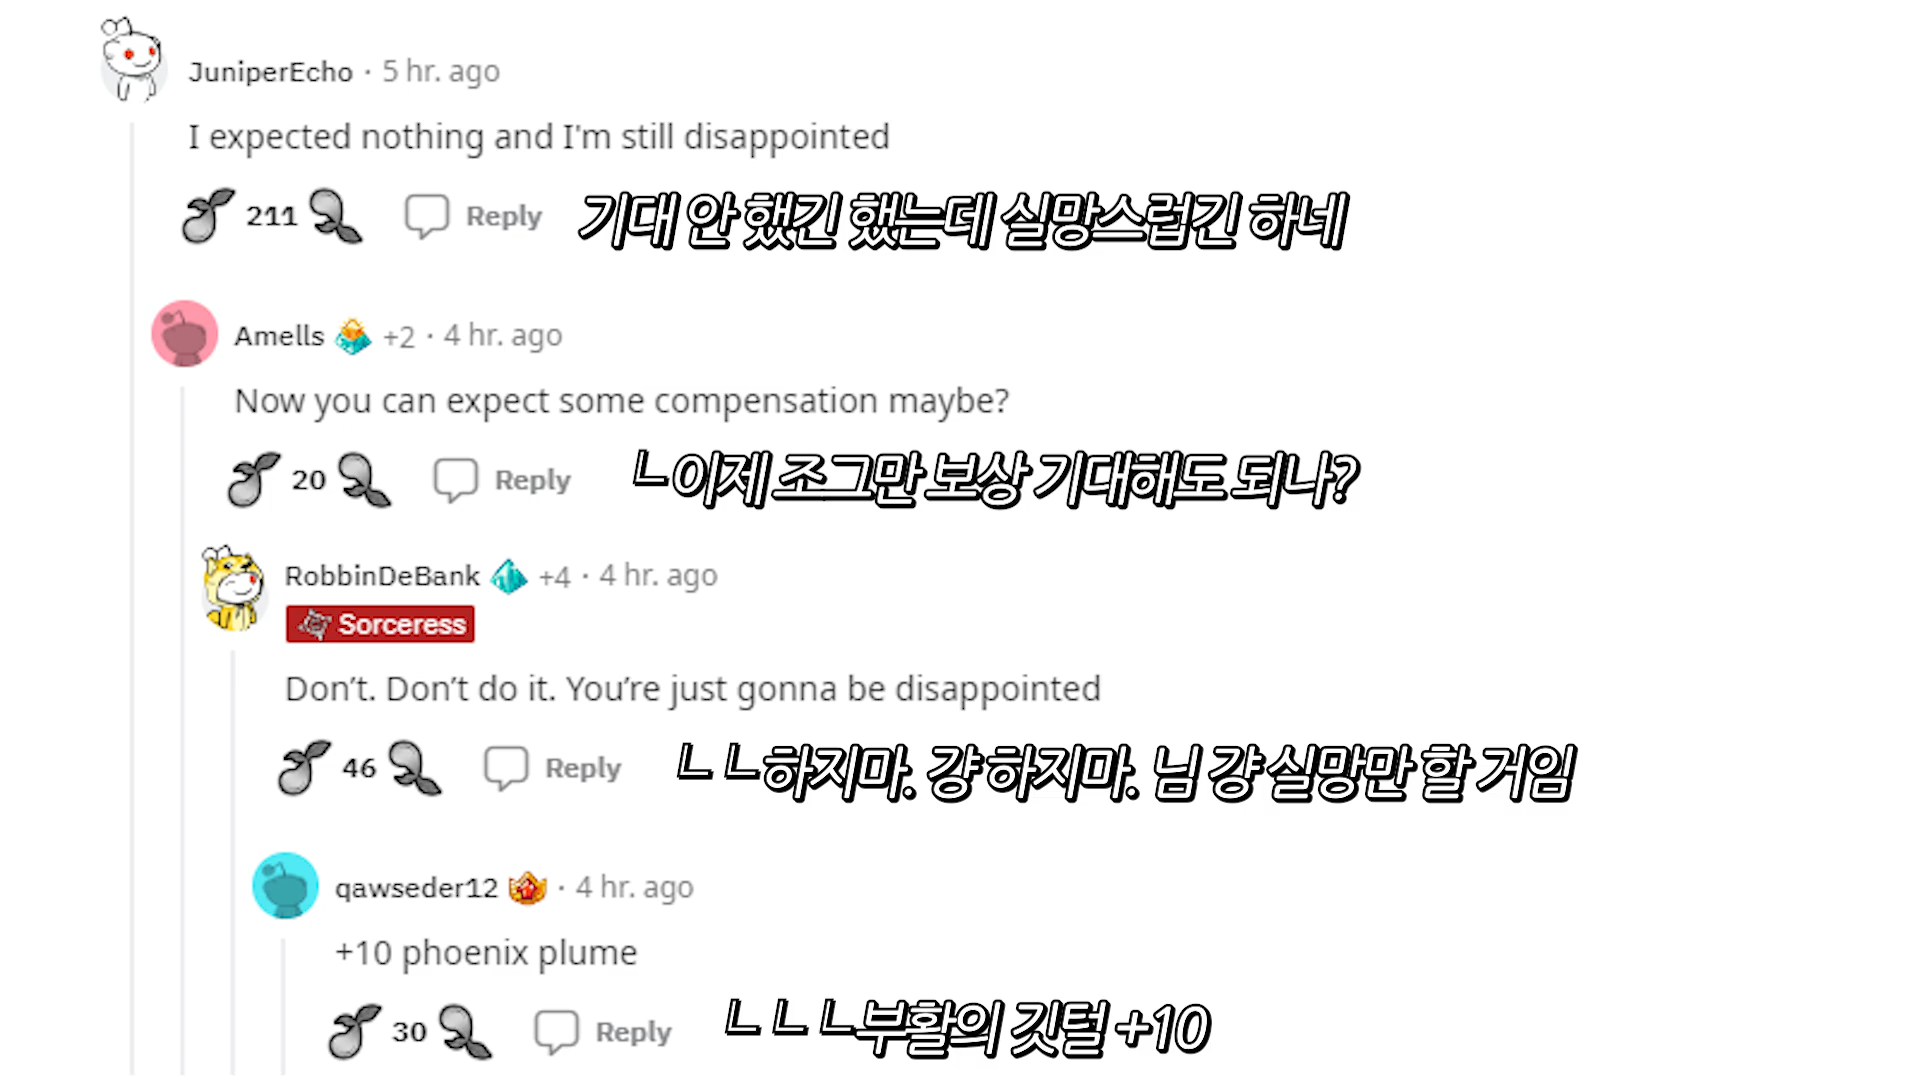 JuniperEcho · 5 hr. ago
I expected nothing and I'm still disappointed
211 Reply 기대 안 했긴 했는데 실망스럽긴 하네
Amells +2 · 4 hr. ago
Now you can expect some compensation maybe?
20 Reply ㄴ이제 조그만 보상 기대해도 되나?
RobbinDeBank +4 · 4 hr. ago
Sorceress
Don’t. Don’t do it. You’re just gonna be disappointed
46 Reply ㄴㄴ하지마. 걍 하지마. 님 걍 실망만 할 거임
qawseder12 · 4 hr. ago
+10 phoenix plume
30 Reply ㄴㄴㄴ부활의 깃털 +10